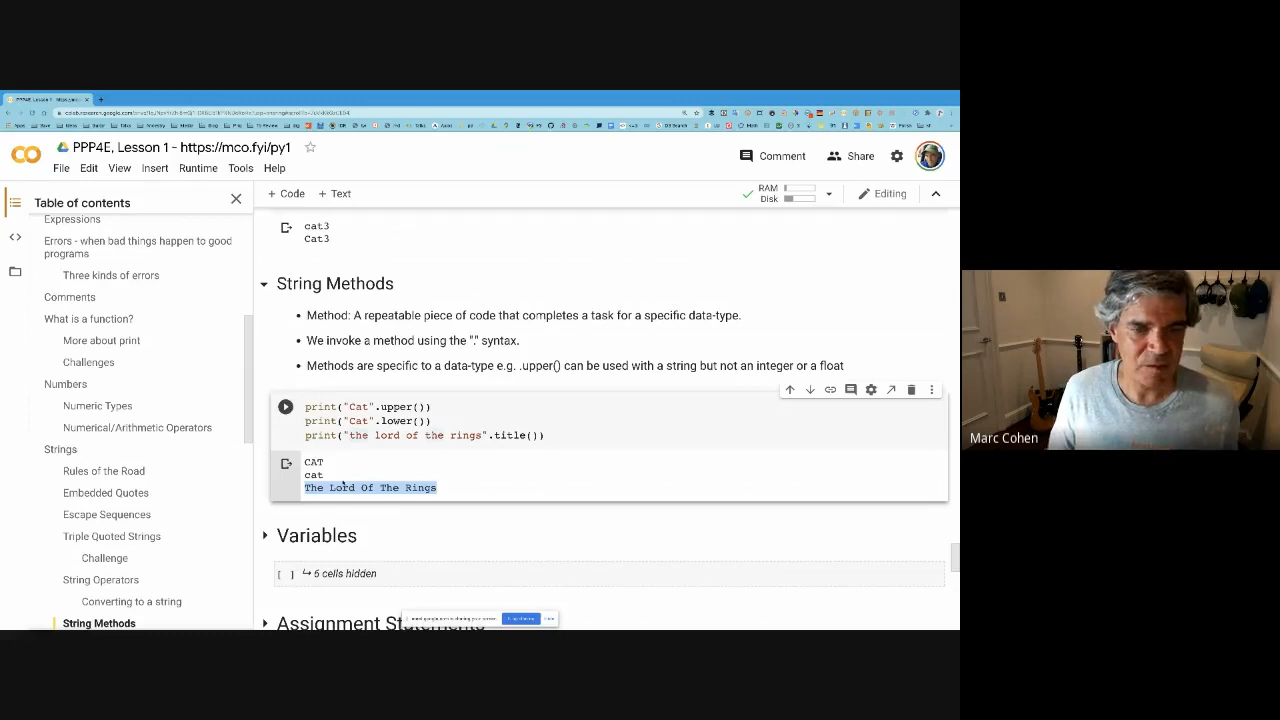 PPP4E, Lesson 1 - https://mco.fyi/py1
File Edit View Insert Runtime Tools Help
Comment
Share
+ Code + Text
RAM
Disk
Editing
Table of contents
Expressions
Errors - when bad things happen to good
programs
Three kinds of errors
Comments
What is a function?
More about print
Challenges
Numbers
Numeric Types
Numerical/Arithmetic Operators
Strings
Rules of the Road
Embedded Quotes
Escape Sequences
Triple Quoted Strings
Challenge
String Operators
Converting to a string
String Methods
cat3
Cat3
String Methods
• Method: A repeatable piece of code that completes a task for a specific data-type.
• We invoke a method using the "." syntax.
• Methods are specific to a data-type e.g. .upper() can be used with a string but not an integer or a float
print("Cat".upper())
print("Cat".lower())
print("the lord of the rings".title())
CAT
cat
The Lord Of The Rings
Variables
[ ] 6 cells hidden
Assignment Statements
Marc Cohen